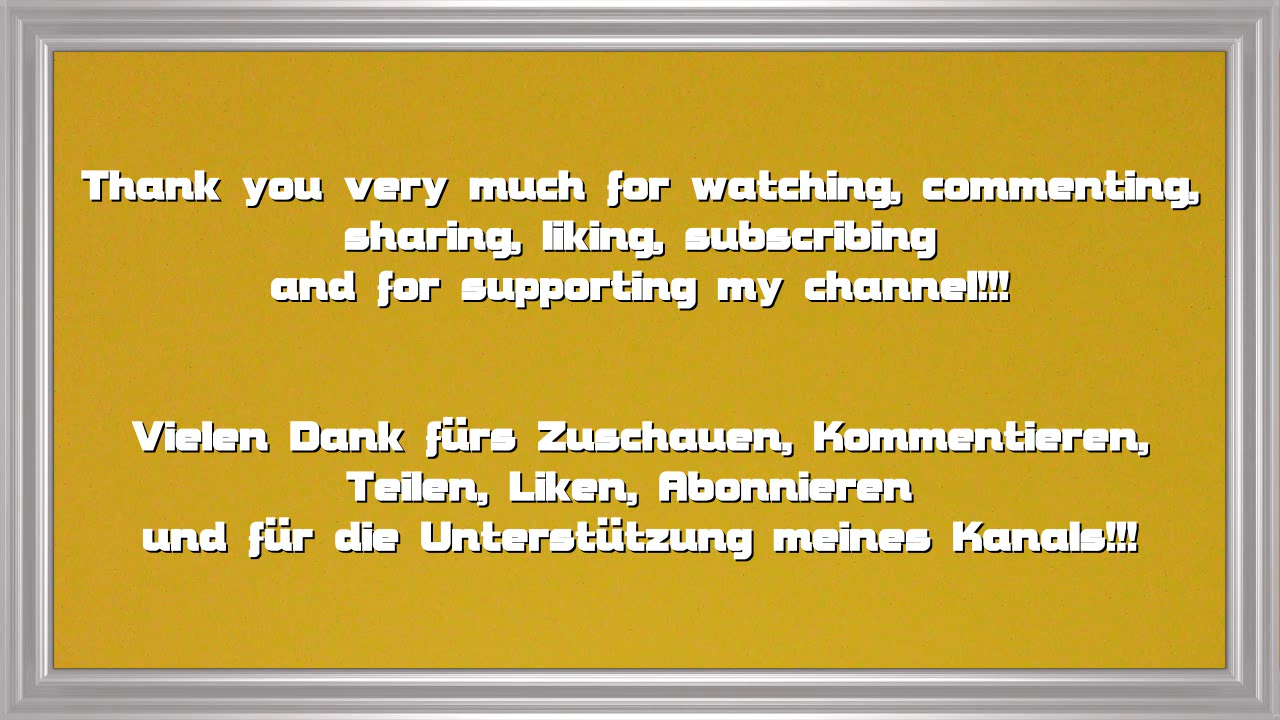 Thank you very much for watching, commenting,
sharing, liking, subscribing
and for supporting my channel!!!
Vielen Dank fürs Zuschauen, Kommentieren,
Teilen, Liken, Abonnieren
und für die Unterstützung meines Kanals!!!